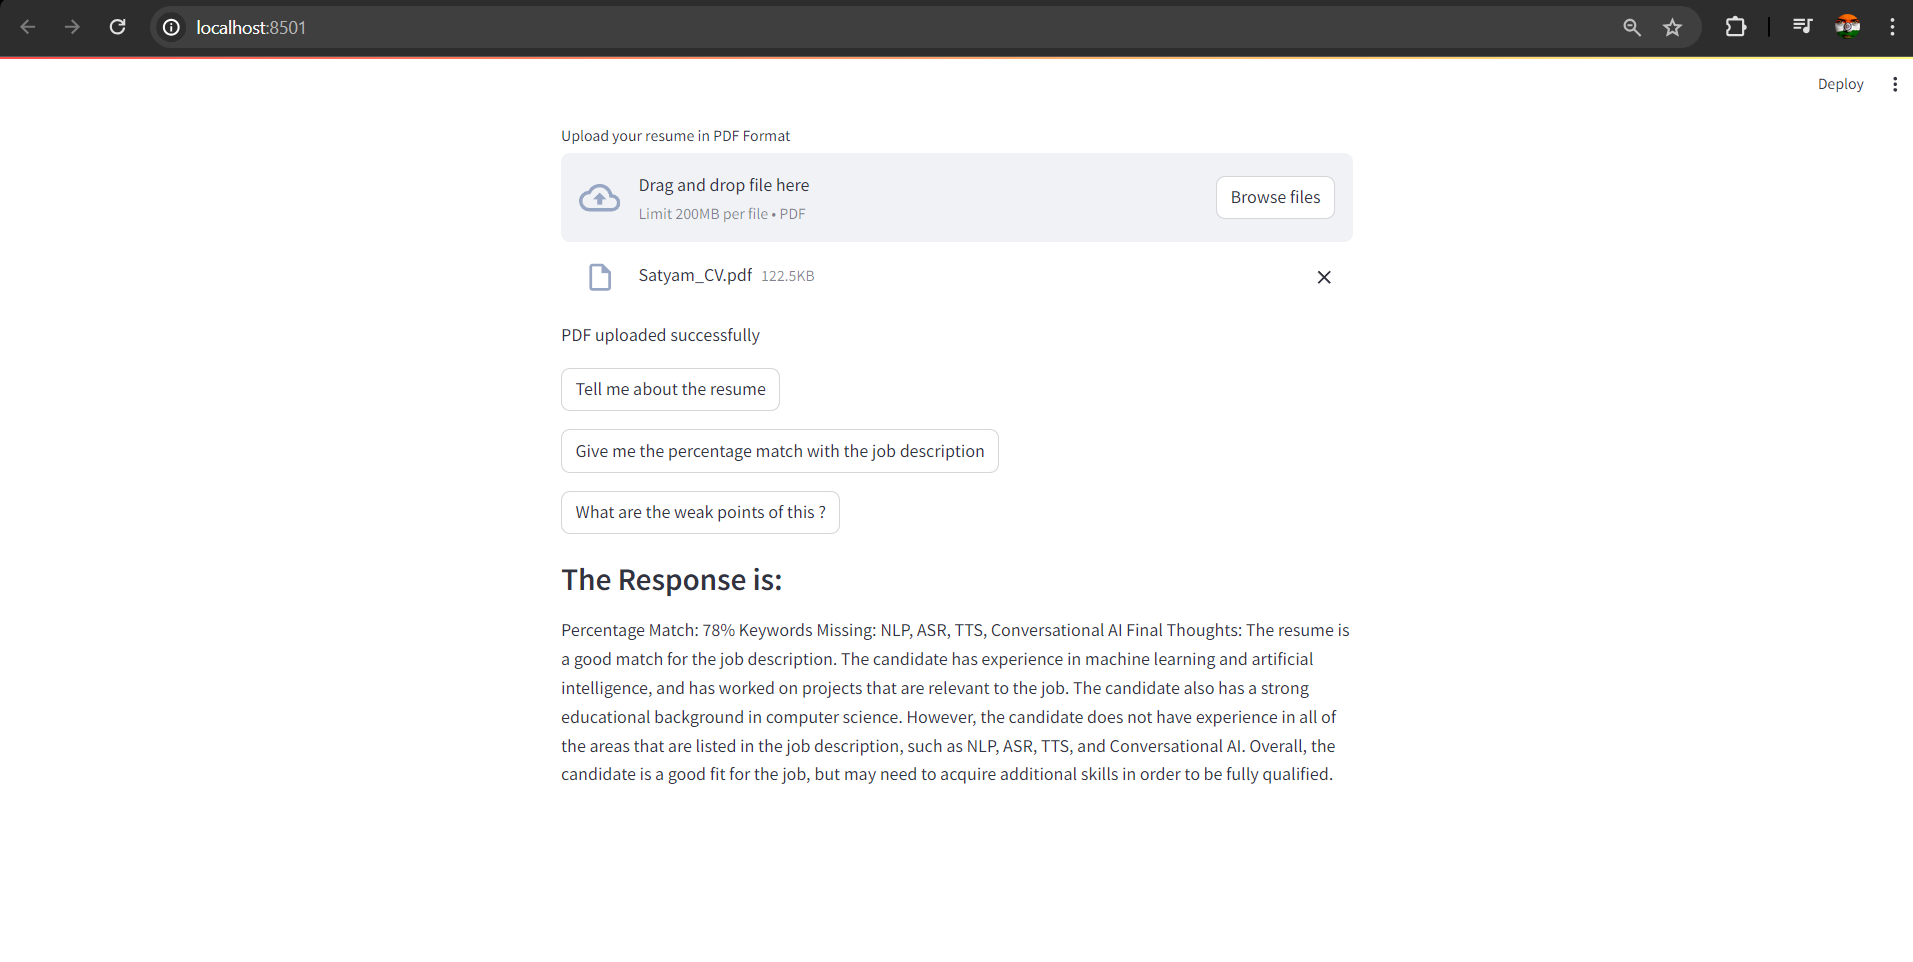 localhost:8501
Deploy
Upload your resume in PDF Format
Drag and drop file here
Limit 200MB per file • PDF
Browse files
Satyam_CV.pdf 122.5KB
PDF uploaded successfully
Tell me about the resume
Give me the percentage match with the job description
What are the weak points of this ?
The Response is:
Percentage Match: 78% Keywords Missing: NLP, ASR, TTS, Conversational AI Final Thoughts: The resume is
a good match for the job description. The candidate has experience in machine learning and artificial
intelligence, and has worked on projects that are relevant to the job. The candidate also has a strong
educational background in computer science. However, the candidate does not have experience in all of
the areas that are listed in the job description, such as NLP, ASR, TTS, and Conversational AI. Overall, the
candidate is a good fit for the job, but may need to acquire additional skills in order to be fully qualified.